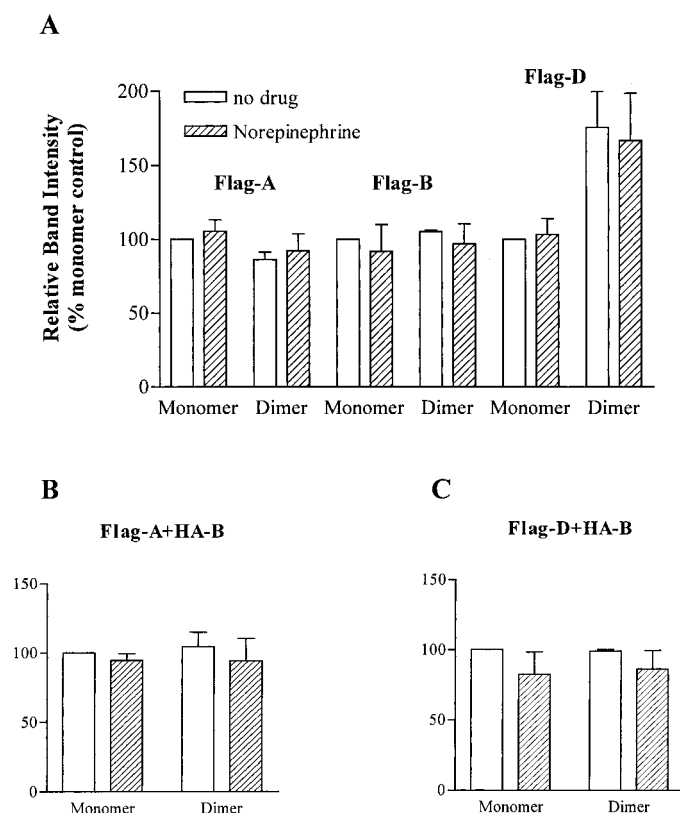 A
Flag-D
no drug
Norepinephrine
Flag-A
Flag-B
Relative Band Intensity
(% monomer control)
200
150
100
50
0
Monomer Dimer Monomer Dimer Monomer Dimer
B
Flag-A+HA-B
150
100
50
0
Monomer Dimer
C
Flag-D+HA-B
150
100
50
0
Monomer Dimer